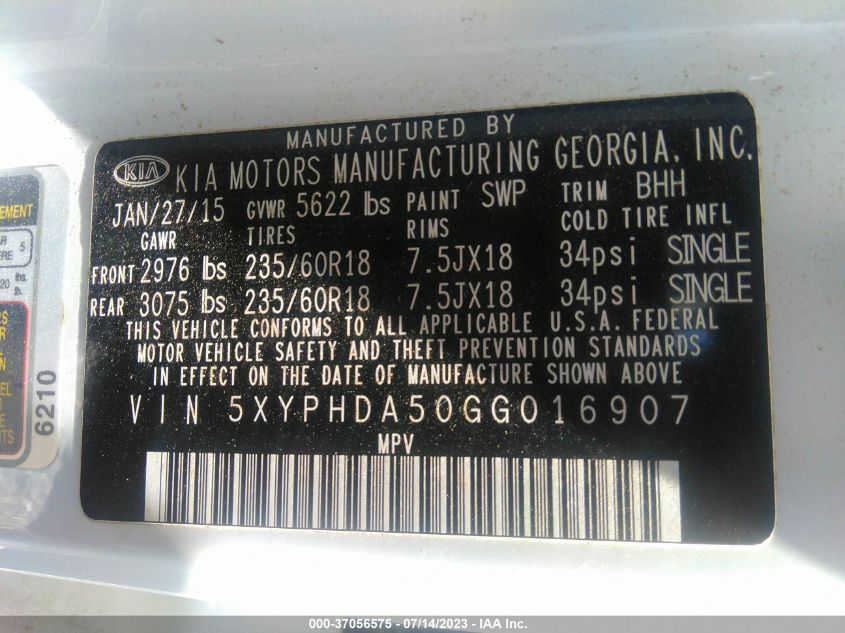 MANUFACTURED BY
KIA KIA MOTORS MANUFACTURING GEORGIA, INC.
JAN/27/15 GVWR 5622 lbs PAINT SWP TRIM BHH
GAWR TIRES RIMS COLD TIRE INFL
FRONT 2976 lbs 235/60R18 7.5JX18 34psi SINGLE
REAR 3075 lbs 235/60R18 7.5JX18 34psi SINGLE
THIS VEHICLE CONFORMS TO ALL APPLICABLE U.S.A. FEDERAL
MOTOR VEHICLE SAFETY AND THEFT PREVENTION STANDARDS
IN EFFECT ON THE DATE OF MANUFACTURE SHOWN ABOVE
VIN 5XYPHDA50GG016907
MPV
5
6210
000-37056575 - 07/14/2023 - IAA Inc.